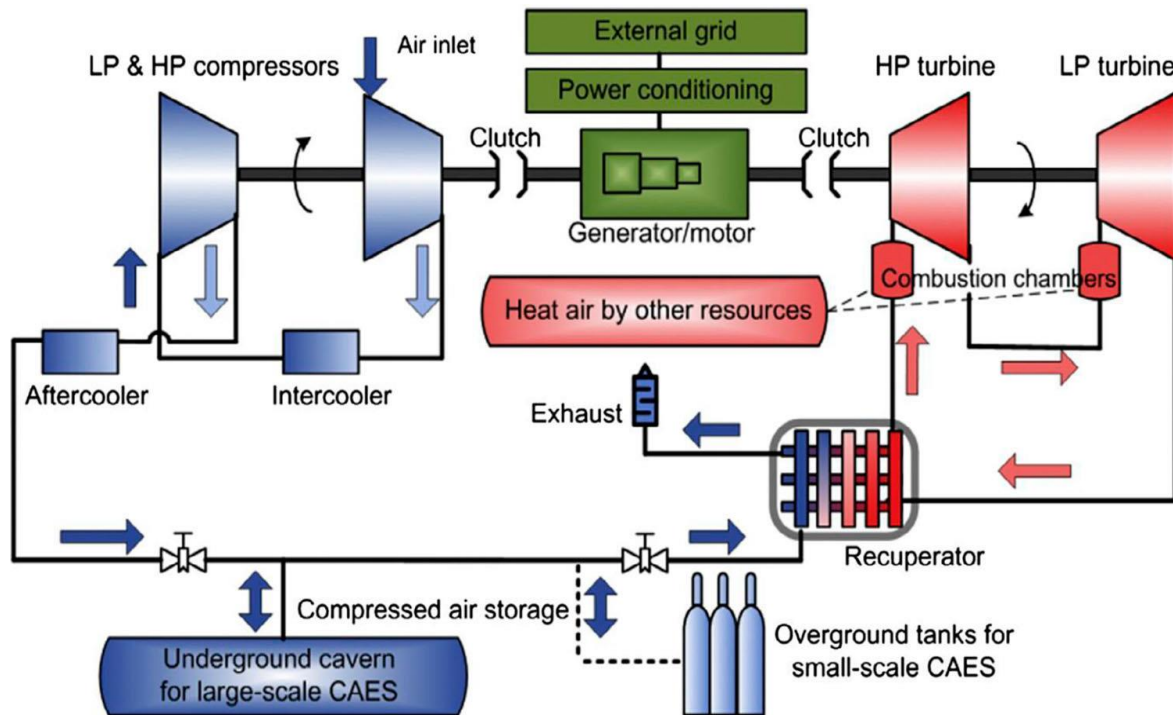 External grid
Air inlet
LP & HP compressors
HP turbine
LP turbine
Power conditioning
Clutch
Clutch
Generator/motor
Combustion chambers
Heat air by other resources
Aftercooler
Intercooler
Exhaust
Recuperator
Compressed air storage
Underground cavern
for large-scale CAES
Overground tanks for
small-scale CAES